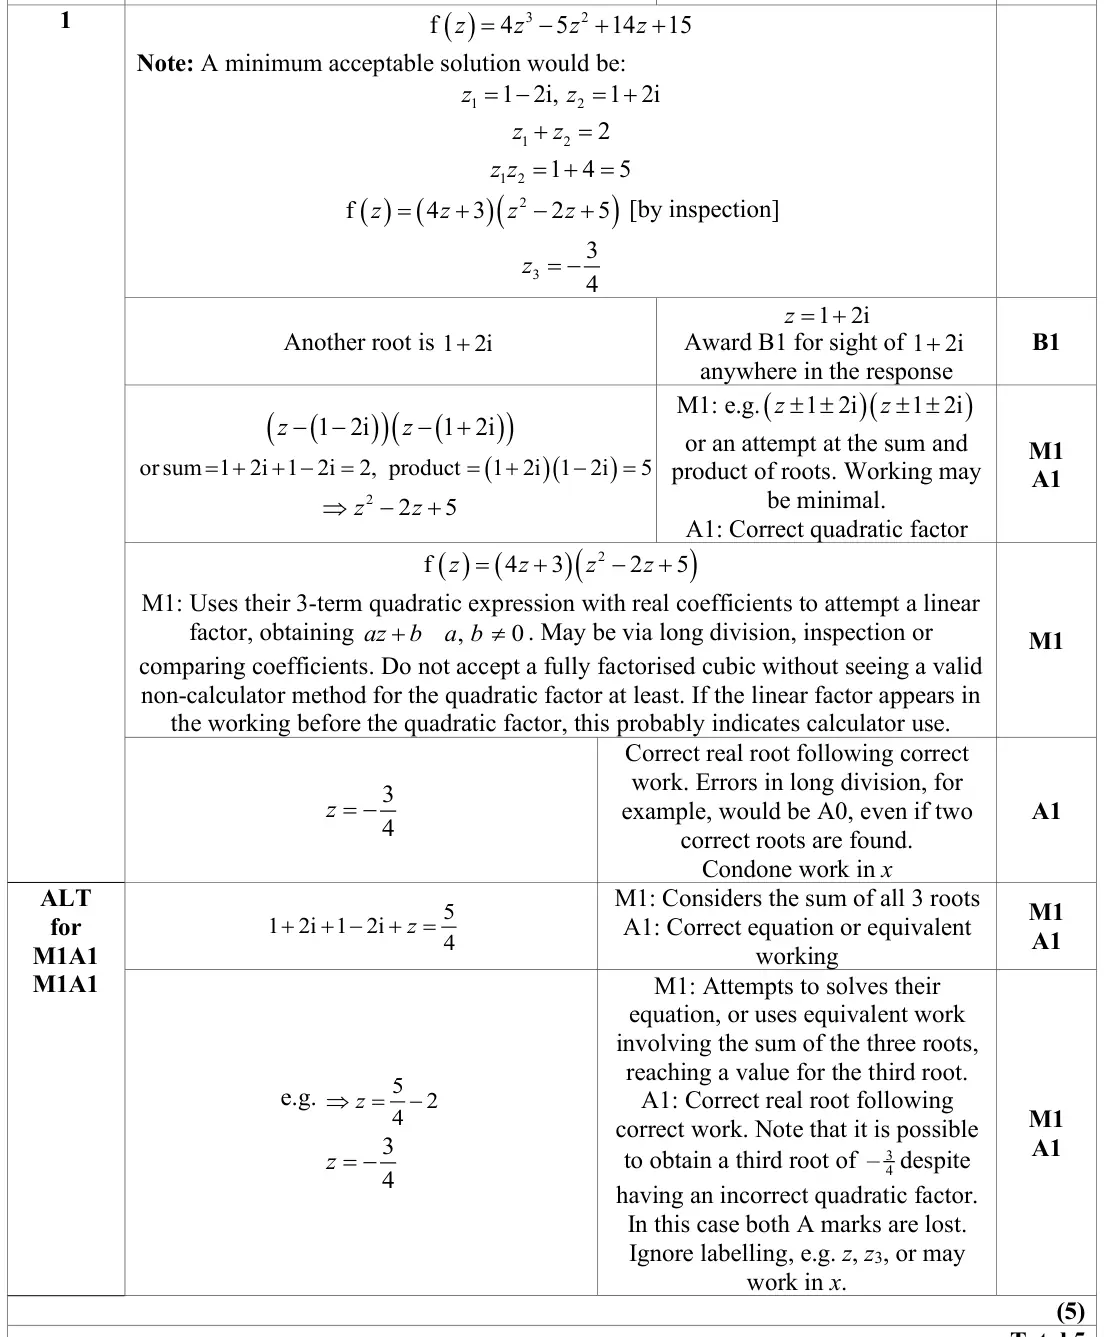 1
f(z) = 4z³ − 5z² + 14z + 15
Note: A minimum acceptable solution would be:
z₁ = 1 − 2i, z₂ = 1 + 2i
z₁ + z₂ = 2
z₁z₂ = 1 + 4 = 5
f(z) = (4z + 3)(z² − 2z + 5) [by inspection]
z₃ = −3/4
Another root is 1 + 2i
z = 1 + 2i
Award B1 for sight of 1 + 2i
anywhere in the response
B1
(z − (1 − 2i))(z − (1 + 2i))
or sum = 1 + 2i + 1 − 2i = 2, product = (1 + 2i)(1 − 2i) = 5
⇒ z² − 2z + 5
M1: e.g. (z ± 1 ± 2i)(z ± 1 ± 2i)
or an attempt at the sum and
product of roots. Working may
be minimal.
A1: Correct quadratic factor
M1
A1
f(z) = (4z + 3)(z² − 2z + 5)
M1: Uses their 3-term quadratic expression with real coefficients to attempt a linear
factor, obtaining az + b a, b ≠ 0. May be via long division, inspection or
comparing coefficients. Do not accept a fully factorised cubic without seeing a valid
non-calculator method for the quadratic factor at least. If the linear factor appears in
the working before the quadratic factor, this probably indicates calculator use.
M1
z = −3/4
Correct real root following correct
work. Errors in long division, for
example, would be A0, even if two
correct roots are found.
Condone work in x
A1
ALT
for
M1A1
M1A1
1 + 2i + 1 − 2i + z = 5/4
M1: Considers the sum of all 3 roots
A1: Correct equation or equivalent
working
M1
A1
e.g. ⇒ z = 5/4 − 2
z = −3/4
M1: Attempts to solves their
equation, or uses equivalent work
involving the sum of the three roots,
reaching a value for the third root.
A1: Correct real root following
correct work. Note that it is possible
to obtain a third root of −3/4 despite
having an incorrect quadratic factor.
In this case both A marks are lost.
Ignore labelling, e.g. z, z₃, or may
work in x.
M1
A1
(5)
Total 5